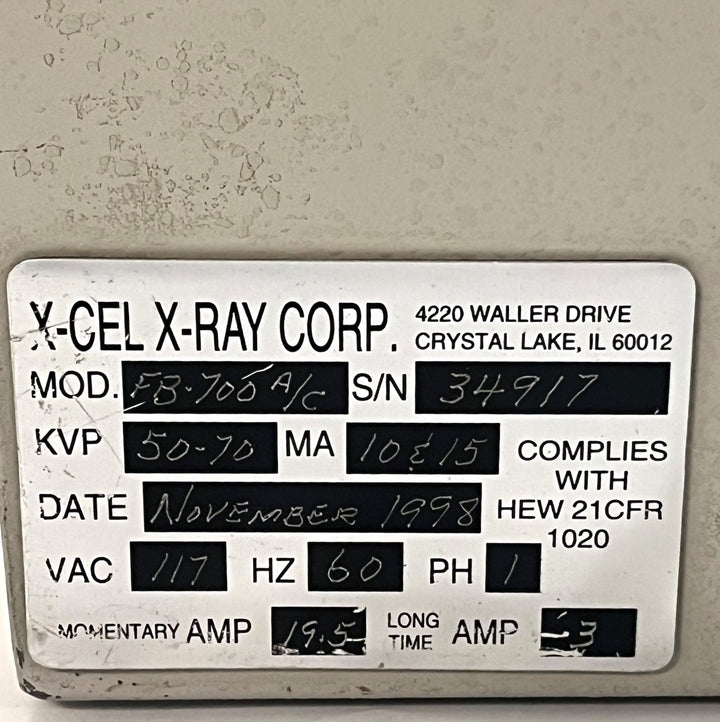 X-CEL X-RAY CORP. 4220 WALLER DRIVE
CRYSTAL LAKE, IL 60012
MOD. FB-700 A/C S/N 34917
KVP 50-70 MA 10 & 15
COMPLIES
WITH
HEW 21CFR
1020
DATE NOVEMBER 1998
VAC 117 HZ 60 PH 1
MOMENTARY AMP 19.5 LONG TIME AMP 3